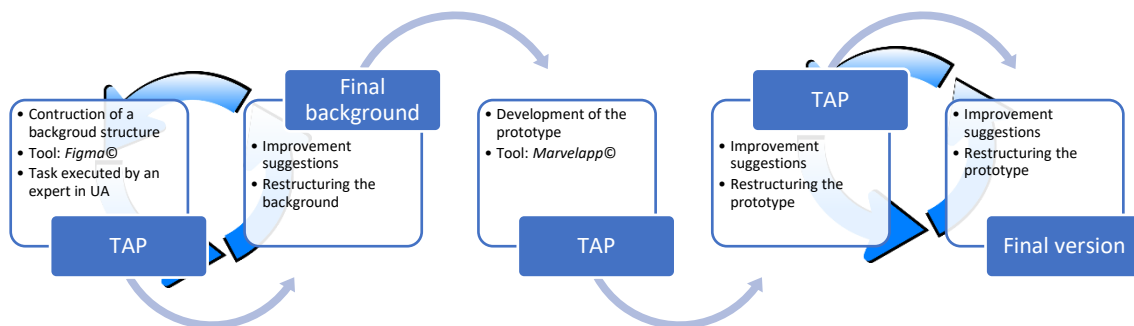 • Contruction of a
backgroud structure
• Tool: Figma©
• Task executed by an
expert in UA
TAP
Final
background
• Improvement
suggestions
• Restructuring the
background
• Development of the
prototype
• Tool: Marvelapp©
TAP
TAP
• Improvement
suggestions
• Restructuring the
prototype
• Improvement
suggestions
• Restructuring the
prototype
Final version